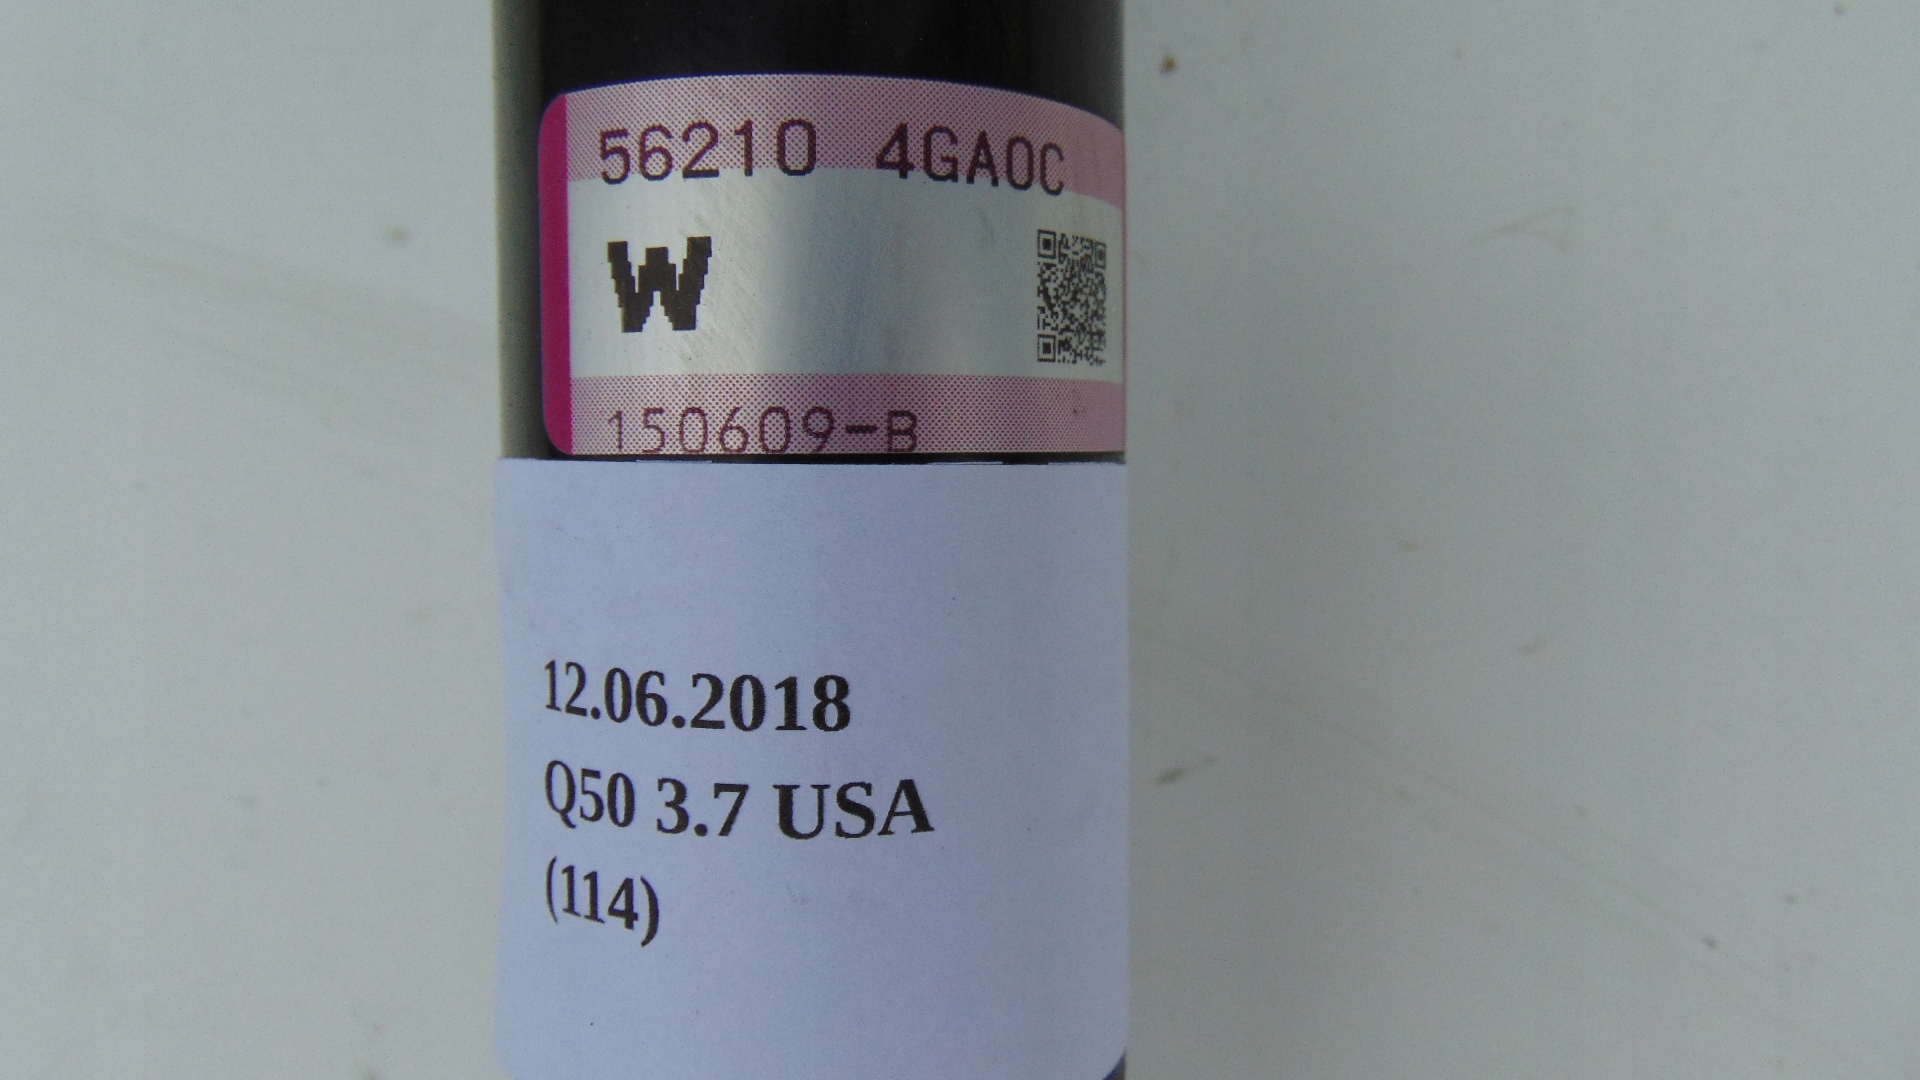 56210 4GA0C
W
150609-B
12.06.2018
Q50 3.7 USA
(114)